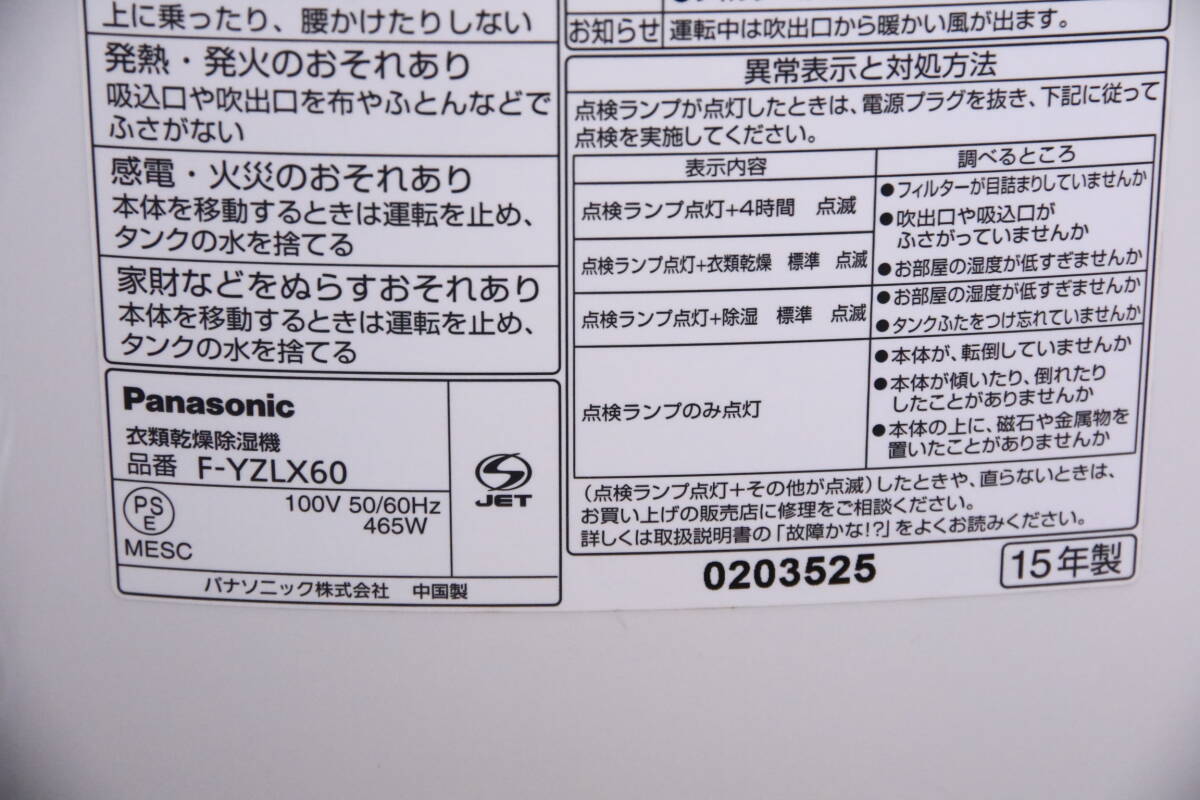 上に乗ったり、腰かけたりしない
発熱・発火のおそれあり
吸込口や吹出口を布やふとんなどで
ふさがない
感電・火災のおそれあり
本体を移動するときは運転を止め、
タンクの水を捨てる
家財などをぬらすおそれあり
本体を移動するときは運転を止め、
タンクの水を捨てる
Panasonic
衣類乾燥除湿機
品番 F-YZLX60
PS
E
MESC
100V 50/60Hz
465W
JET
パナソニック株式会社 中国製
お知らせ 運転中は吹出口から暖かい風が出ます。
異常表示と対処方法
点検ランプが点灯したときは、電源プラグを抜き、下記に従って
点検を実施してください。
表示内容 調べるところ
点検ランプ点灯+4時間 点滅
点検ランプ点灯+衣類乾燥 標準 点滅
●フィルターが目詰まりしていませんか
●吹出口や吸込口が
ふさがっていませんか
●お部屋の湿度が低すぎませんか
点検ランプ点灯+除湿 標準 点滅
●お部屋の湿度が低すぎませんか
●タンクふたをつけ忘れていませんか
点検ランプのみ点灯
●本体が、転倒していませんか
●本体が傾いたり、倒れたり
したことがありませんか
●本体の上に、磁石や金属物を
置いたことがありませんか
(点検ランプ点灯+その他が点滅)したときや、直らないときは、
お買い上げの販売店に修理をご相談ください。
詳しくは取扱説明書の「故障かな!?」をよくお読みください。
0203525
15年製